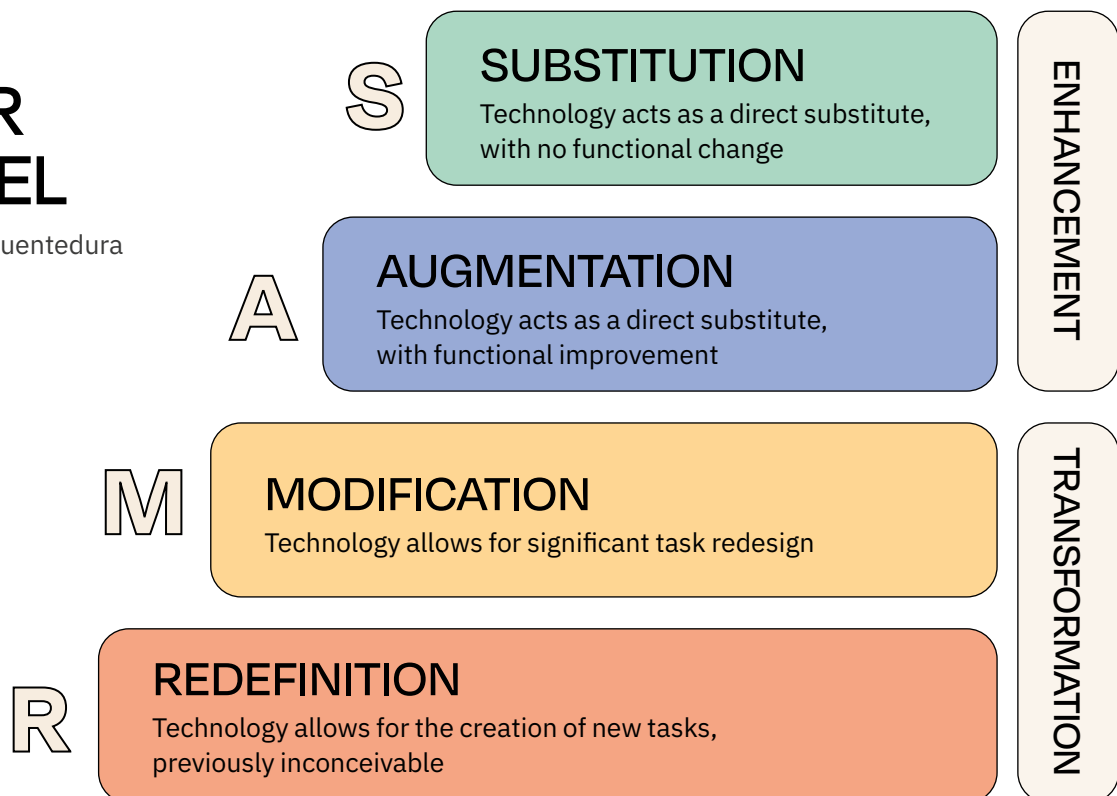 R
EL
uentedura
S
SUBSTITUTION
Technology acts as a direct substitute,
with no functional change
A
AUGMENTATION
Technology acts as a direct substitute,
with functional improvement
ENHANCEMENT
M
MODIFICATION
Technology allows for significant task redesign
R
REDEFINITION
Technology allows for the creation of new tasks,
previously inconceivable
TRANSFORMATION